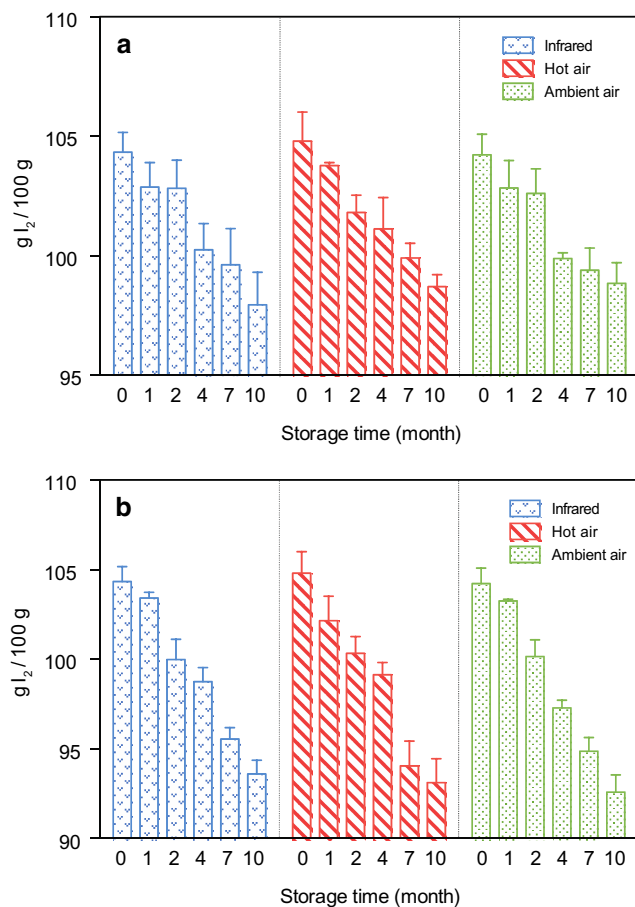 110
a
Infrared
Hot air
Ambient air
105
g I₂ / 100 g
100
95
0 1 2 4 7 10 0 1 2 4 7 10 0 1 2 4 7 10
Storage time (month)
110
b
Infrared
Hot air
Ambient air
105
g I₂ / 100 g
100
95
90
0 1 2 4 7 10 0 1 2 4 7 10 0 1 2 4 7 10
Storage time (month)